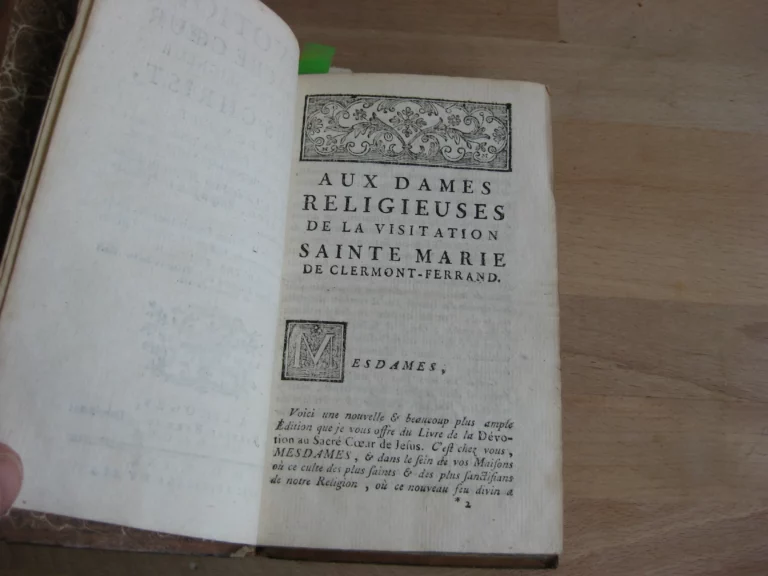 AUX DAMES
RELIGIEUSES
DE LA VISITATION
SAINTE MARIE
DE CLERMONT-FERRAND.
MESDAMES,
Voici une nouvelle & beaucoup plus ample
Édition que je vous offre du Livre de la Dévo-
tion au Sacré Cœur de Jeſus. C'eſt chez vous,
MESDAMES, & dans le ſein de vos Maiſons
où ce culte des plus ſaints & des plus ſanctifians
de notre Religion, où ce nouveau feu divin a
* 2